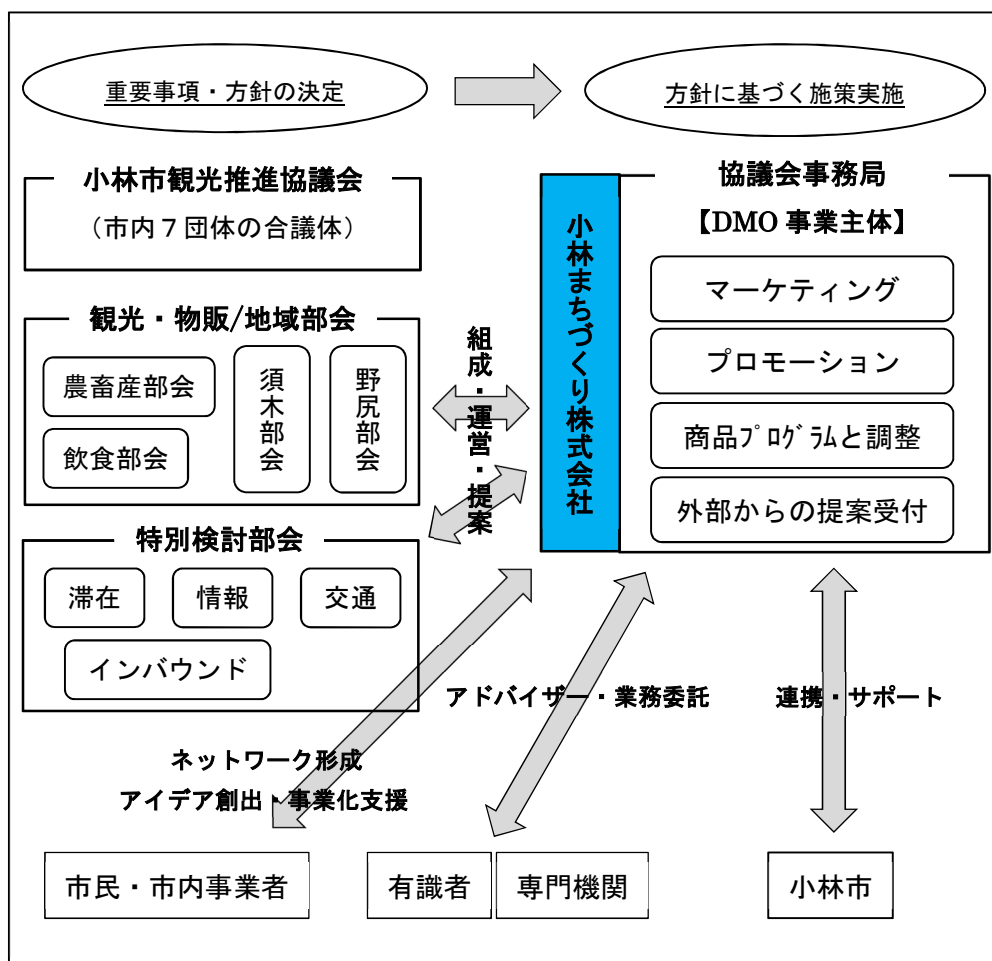 重要事項・方針の決定
方針に基づく施策実施
小林市観光推進協議会
（市内７団体の合議体）
観光・物販/地域部会
農畜産部会
飲食部会
須木部会
野尻部会
特別検討部会
滞在
情報
交通
インバウンド
組成・運営・提案
小林まちづくり株式会社
協議会事務局
【DMO 事業主体】
マーケティング
プロモーション
商品ﾌﾟﾛｸﾞﾗﾑと調整
外部からの提案受付
アドバイザー・業務委託
連携・サポート
ネットワーク形成
アイデア創出・事業化支援
市民・市内事業者
有識者
専門機関
小林市